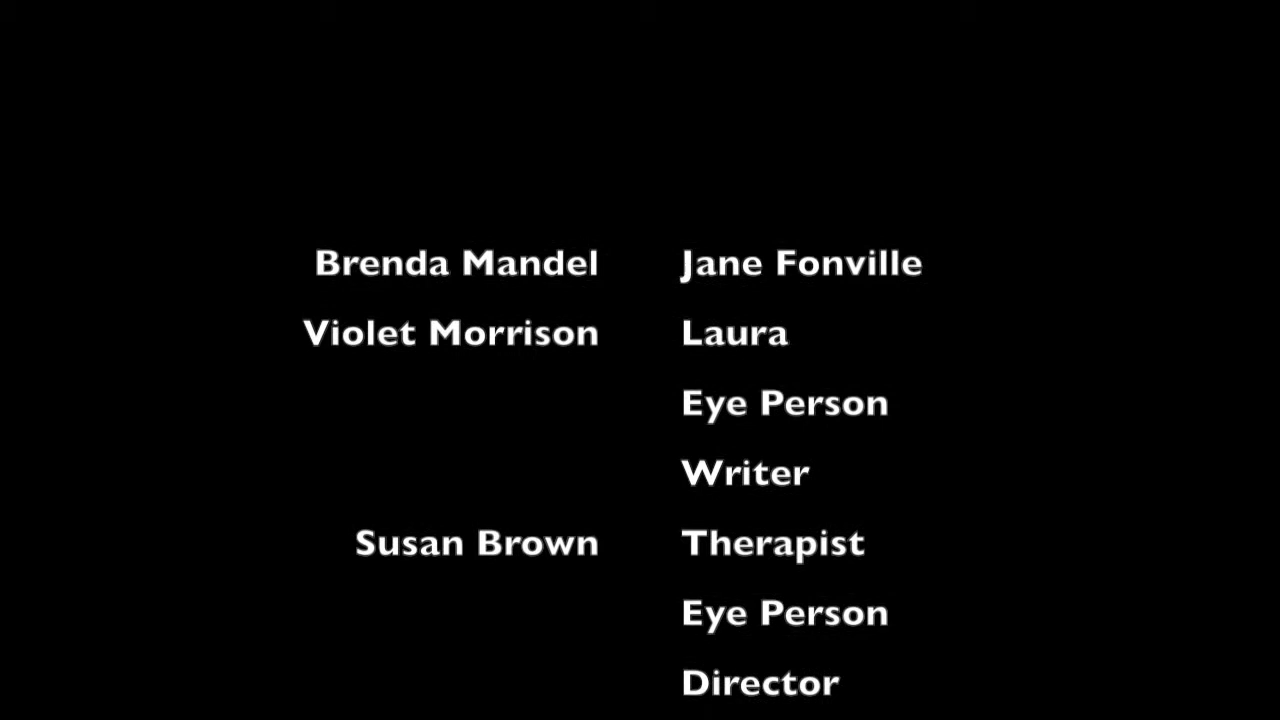 Brenda Mandel Jane Fonville
Violet Morrison Laura
Eye Person
Writer
Susan Brown Therapist
Eye Person
Director